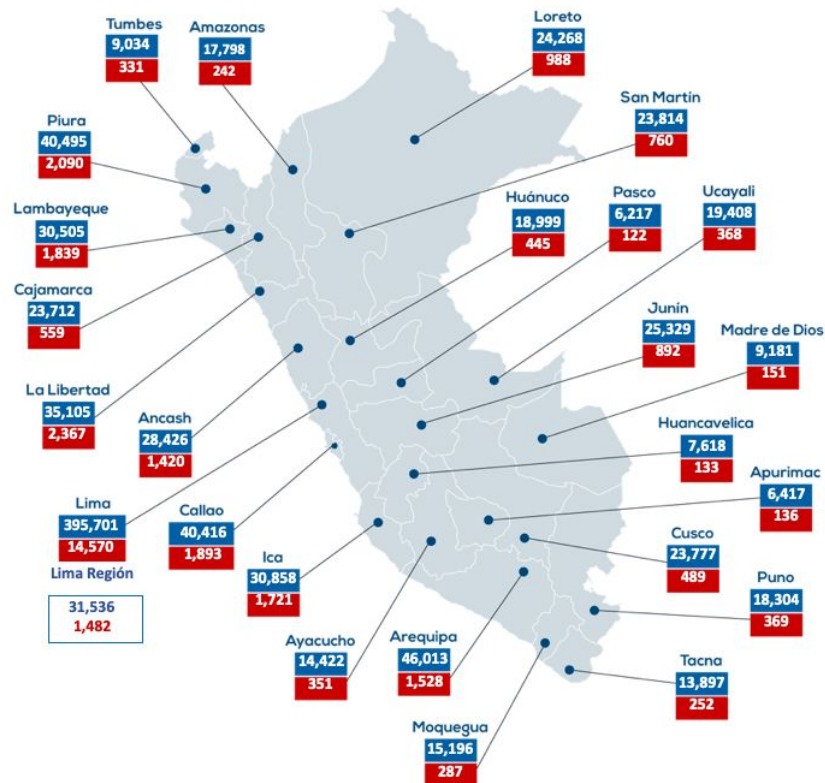 Tumbes
9,034
331
Amazonas
17,798
242
Loreto
24,268
988
San Martin
23,814
760
Piura
40,495
2,090
Huánuco
18,999
445
Pasco
6,217
122
Ucayali
19,408
368
Lambayeque
30,505
1,839
Cajamarca
23,712
559
Junín
25,329
892
Madre de Dios
9,181
151
La Libertad
35,105
2,367
Ancash
28,426
1,420
Huancavelica
7,618
133
Apurimac
6,417
136
Lima
395,701
14,570
Lima Región
31,536
1,482
Callao
40,416
1,893
Ica
30,858
1,721
Cusco
23,777
489
Puno
18,304
369
Ayacucho
14,422
351
Arequipa
46,013
1,528
Tacna
13,897
252
Moquegua
15,196
287